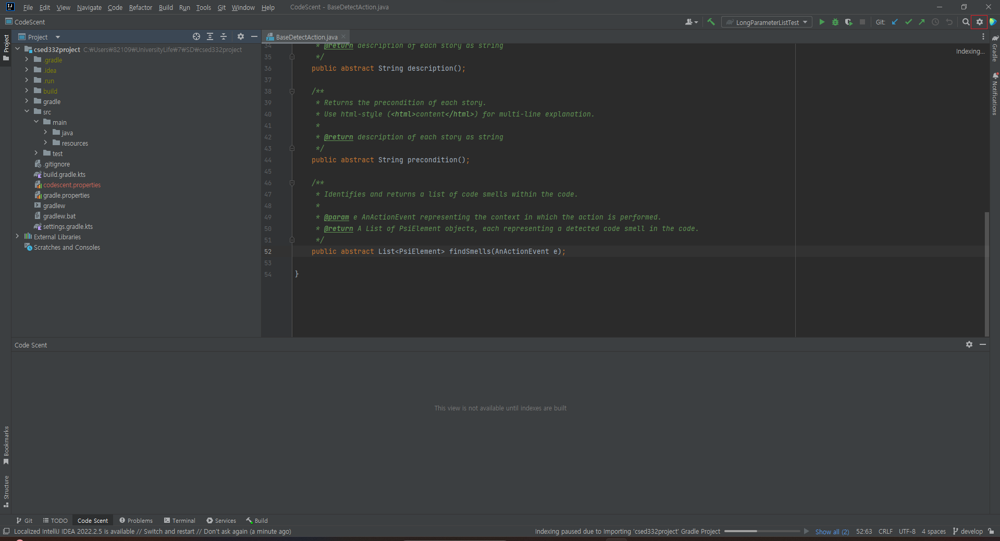 File Edit View Navigate Code Refactor Build Run Tools Git Window Help CodeScent - BaseDetectAction.java
CodeScent LongParameterListTest Git:
Project
Project
BaseDetectAction.java
csed332project C:₩Users₩82109₩UniversityLife₩7₩SD₩csed332project
.gradle
.idea
.run
build
gradle
src
main
java
resources
test
.gitignore
build.gradle.kts
codescent.properties
gradle.properties
gradlew
gradlew.bat
settings.gradle.kts
External Libraries
Scratches and Consoles
34 * @return description of each story as string
35 */
36 public abstract String description();
37
38 /**
39 * Returns the precondition of each story.
40 * Use html-style (<html>content</html>) for multi-line explanation.
41 *
42 * @return description of each story as string
43 */
44 public abstract String precondition();
45
46 /**
47 * Identifies and returns a list of code smells within the code.
48 *
49 * @param e AnActionEvent representing the context in which the action is performed.
50 * @return A List of PsiElement objects, each representing a detected code smell in the code.
51 */
52 public abstract List<PsiElement> findSmells(AnActionEvent e);
53
54 }
Indexing...
Gradle
Notifications
Code Scent
This view is not available until indexes are built
Bookmarks
Structure
Git TODO Code Scent Problems Terminal Services Build
Localized IntelliJ IDEA 2022.2.5 is available // Switch and restart // Don't ask again (a minute ago) Indexing paused due to Importing 'csed332project' Gradle Project Show all (2) 52:63 CRLF UTF-8 4 spaces develop